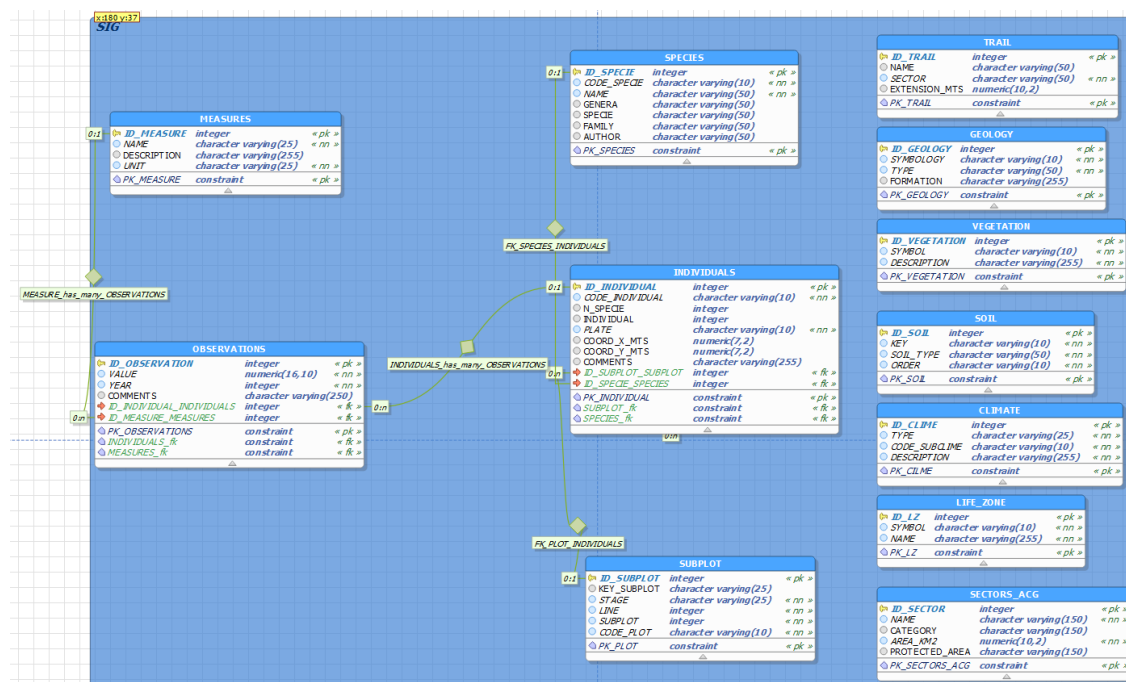 x:180 y:37
SIG
MEASURES
ID_MEASURE integer « pk »
NAME character varying(25) « nn »
DESCRIPTION character varying(255)
UNIT character varying(25) « nn »
PK_MEASURE constraint « pk »
0:1
MEASURE_has_many_OBSERVATIONS
0:n
OBSERVATIONS
ID_OBSERVATION integer « pk »
VALUE numeric(16,10) « nn »
YEAR integer « nn »
COMMENTS character varying(250)
ID_INDIVIDUAL_INDIVIDUALS integer « fk »
ID_MEASURE_MEASURES integer « fk »
PK_OBSERVATIONS constraint « pk »
INDIVIDUALS_fk constraint « fk »
MEASURES_fk constraint « fk »
0:n
INDIVIDUALS_has_many_OBSERVATIONS
0:1
SPECIES
ID_SPECIE integer « pk »
CODE_SPECIE character varying(10) « nn »
NAME character varying(50) « nn »
GENERA character varying(50)
SPECIE character varying(50)
FAMILY character varying(50)
AUTHOR character varying(50)
PK_SPECIES constraint « pk »
FK_SPECIES_INDIVIDUALS
0:1
INDIVIDUALS
ID_INDIVIDUAL integer « pk »
CODE_INDIVIDUAL character varying(10) « nn »
N_SPECIE integer
INDIVIDUAL integer
PLATE character varying(10) « nn »
COORD_X_MTS numeric(7,2)
COORD_Y_MTS numeric(7,2)
COMMENTS character varying(255)
ID_SUBPLOT_SUBPLOT integer « fk »
ID_SPECIE_SPECIES integer « fk »
PK_INDIVIDUAL constraint « pk »
SUBPLOT_fk constraint « fk »
SPECIES_fk constraint « fk »
0:n
0:n
FK_PLOT_INDIVIDUALS
0:1
SUBPLOT
ID_SUBPLOT integer « pk »
KEY_SUBPLOT character varying(25)
STAGE character varying(25) « nn »
LINE integer « nn »
SUBPLOT integer « nn »
CODE_PLOT character varying(10) « nn »
PK_PLOT constraint « pk »
TRAIL
ID_TRAIL integer « pk »
NAME character varying(50)
SECTOR character varying(50) « nn »
EXTENSION_MTS numeric(10,2)
PK_TRAIL constraint « pk »
GEOLOGY
ID_GEOLOGY integer « pk »
SYMBOLOGY character varying(10) « nn »
TYPE character varying(50) « nn »
FORMATION character varying(255)
PK_GEOLOGY constraint « pk »
VEGETATION
ID_VEGETATION integer « pk »
SYMBOL character varying(10) « nn »
DESCRIPTION character varying(255) « nn »
PK_VEGETATION constraint « pk »
SOIL
ID_SOIL integer « pk »
KEY character varying(10) « nn »
SOIL_TYPE character varying(50) « nn »
ORDER character varying(10) « nn »
PK_SOIL constraint « pk »
CLIMATE
ID_CLIME integer « pk »
TYPE character varying(25) « nn »
CODE_SUBCLIME character varying(10) « nn »
DESCRIPTION character varying(255) « nn »
PK_CILME constraint « pk »
LIFE_ZONE
ID_LZ integer « pk »
SYMBOL character varying(10) « nn »
NAME character varying(255) « nn »
PK_LZ constraint « pk »
SECTORS_ACG
ID_SECTOR integer « pk »
NAME character varying(150) « nn »
CATEGORY character varying(150)
AREA_KM2 numeric(10,2) « nn »
PROTECTED_AREA character varying(150)
PK_SECTORS_ACG constraint « pk »